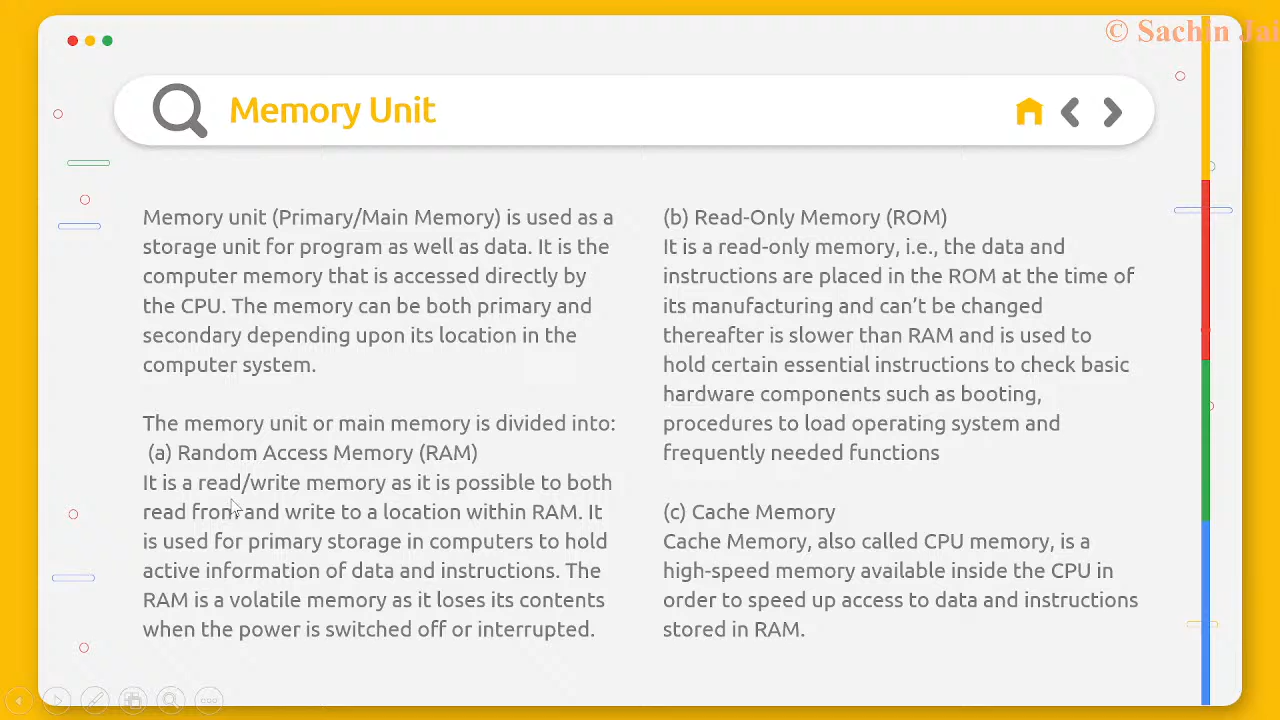 © Sachin Jai
Memory Unit
Memory unit (Primary/Main Memory) is used as a
storage unit for program as well as data. It is the
computer memory that is accessed directly by
the CPU. The memory can be both primary and
secondary depending upon its location in the
computer system.
The memory unit or main memory is divided into:
(a) Random Access Memory (RAM)
It is a read/write memory as it is possible to both
read from and write to a location within RAM. It
is used for primary storage in computers to hold
active information of data and instructions. The
RAM is a volatile memory as it loses its contents
when the power is switched off or interrupted.
(b) Read-Only Memory (ROM)
It is a read-only memory, i.e., the data and
instructions are placed in the ROM at the time of
its manufacturing and can’t be changed
thereafter is slower than RAM and is used to
hold certain essential instructions to check basic
hardware components such as booting,
procedures to load operating system and
frequently needed functions
(c) Cache Memory
Cache Memory, also called CPU memory, is a
high-speed memory available inside the CPU in
order to speed up access to data and instructions
stored in RAM.